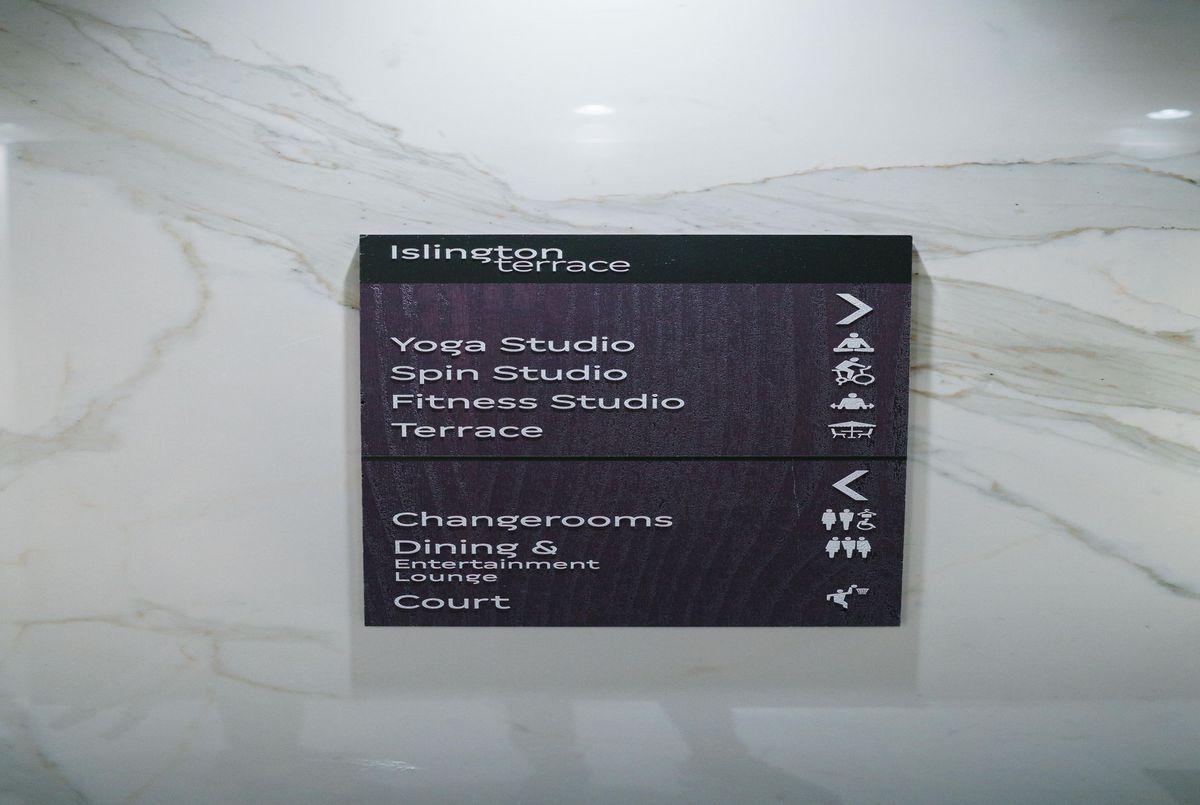 Islington
terrace
Yoga Studio
Spin Studio
Fitness Studio
Terrace
Changerooms
Dining &
Entertainment
Lounge
Court